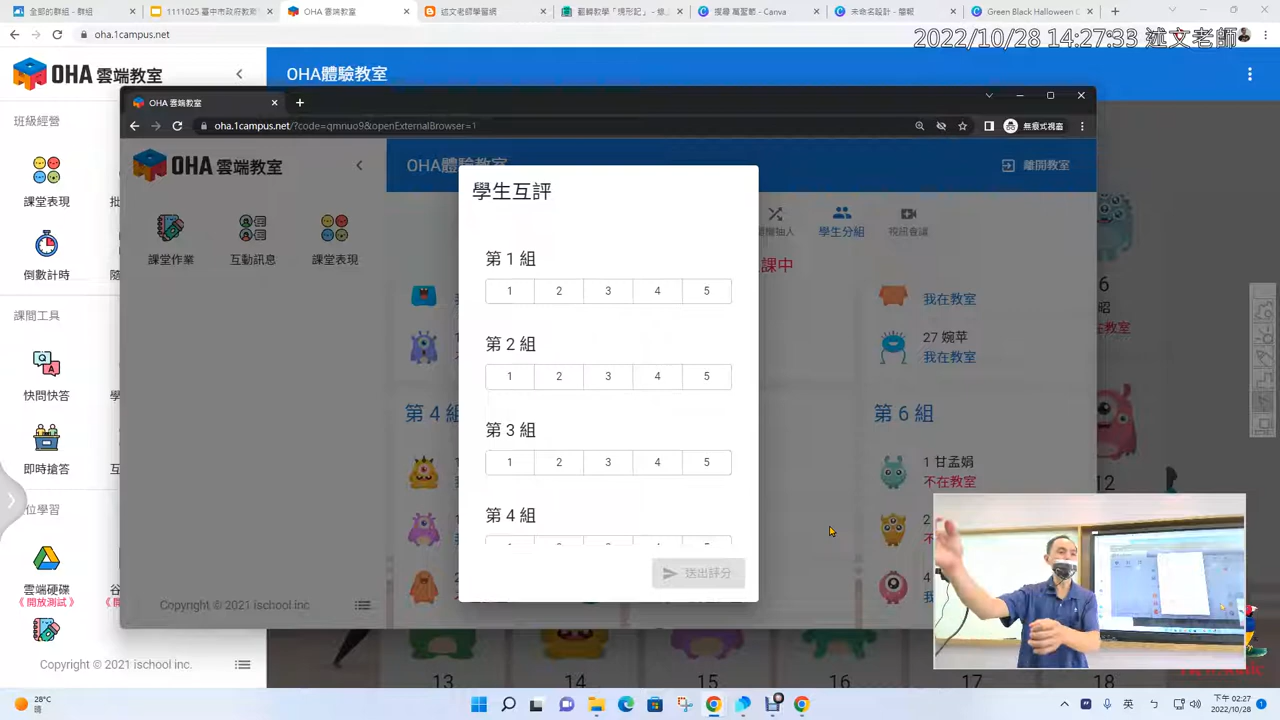 全部的群組 - 群組
1111025 臺中市政府教
OHA 雲端教室
述文老師學習網
翻轉教學「換形記」-
搜尋 萬聖節 - Canva
未命名設計 - 簡報
Green Black Halloween
oha.1campus.net
2022/10/28 14:27:33 述文老師
OHA 雲端教室
OHA體驗教室
班級經營
課堂表現
倒數計時
課間工具
快問快答
即時搶答
位學習
雲端硬碟
《開放測試》
Copyright © 2021 ischool inc.
OHA 雲端教室
oha.1campus.net/?code=qmnuo9&openExternalBrowser=1
無痕式視窗
OHA 雲端教室
OHA體驗教室
離開教室
課堂作業
互動訊息
課堂表現
學生分組
視訊會議
課中
我在教室
27 婉苹
我在教室
第 4 組
第 6 組
1 甘孟娟
不在教室
Copyright © 2021 ischool inc
學生互評
第 1 組
1 2 3 4 5
第 2 組
1 2 3 4 5
第 3 組
1 2 3 4 5
第 4 組
送出評分
6
12
13
14
15
16
17
18
28°C
晴
英
下午 02:27
2022/10/28